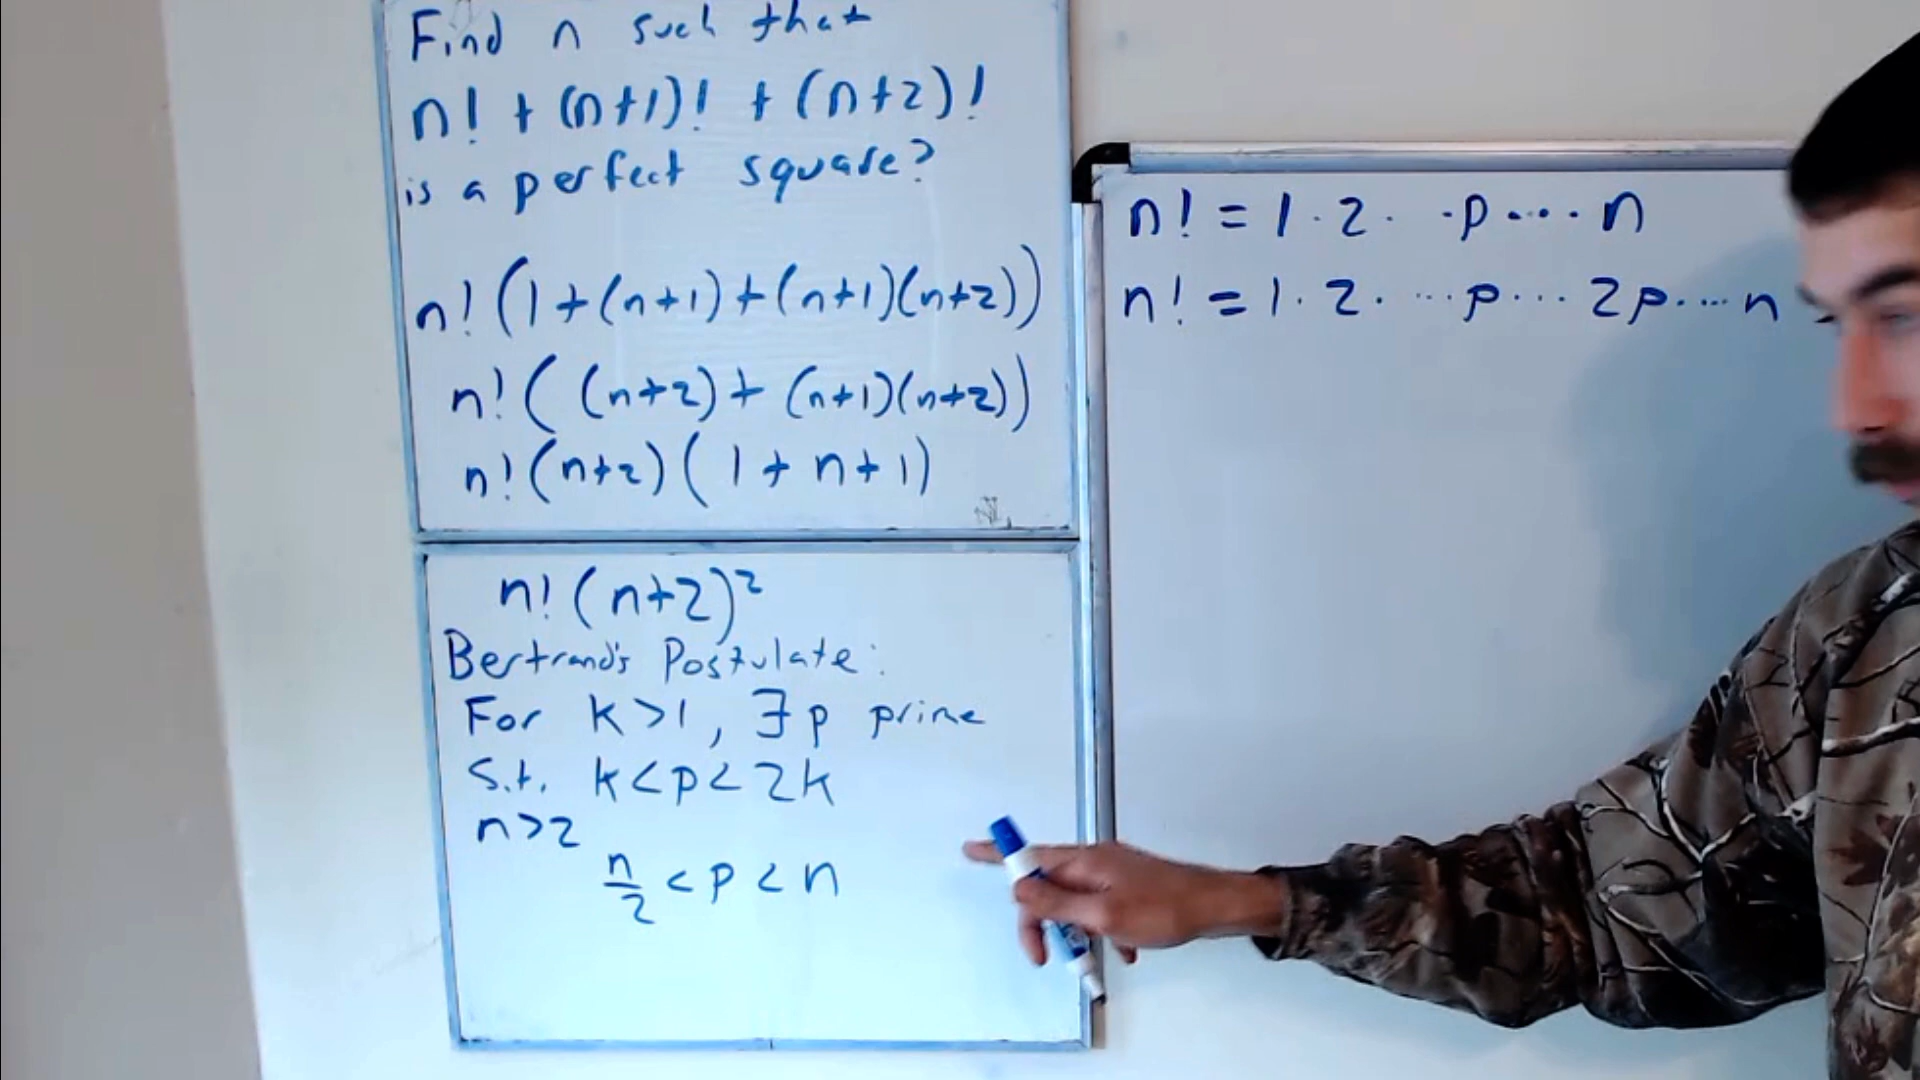 Find n such that
n! + (n+1)! + (n+2)!
is a perfect square?
n! (1 + (n+1) + (n+1)(n+2))
n! ( (n+2) + (n+1)(n+2))
n! (n+2) ( 1 + n + 1)
n! (n+2)²
Bertrand's Postulate:
For k>1, ∃ p prime
s.t. k<p<2k
n>2
n/2 < p < n
n! = 1 · 2 · · p ···· n
n! = 1 · 2 · ··· p ··· 2p ···· n